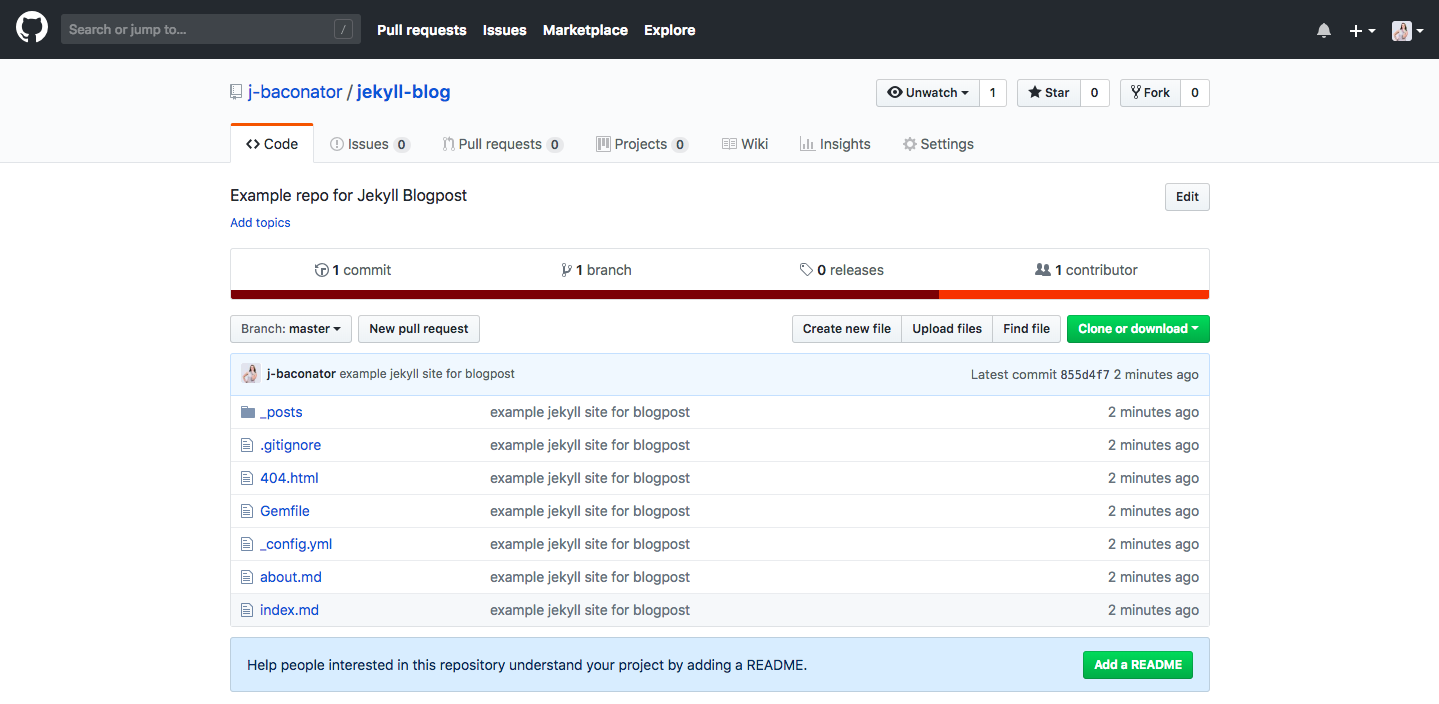 Search or jump to... / Pull requests Issues Marketplace Explore
j-baconator / jekyll-blog Unwatch 1 Star 0 Fork 0
Code Issues 0 Pull requests 0 Projects 0 Wiki Insights Settings
Example repo for Jekyll Blogpost Edit
Add topics
1 commit 1 branch 0 releases 1 contributor
Branch: master New pull request Create new file Upload files Find file Clone or download
j-baconator example jekyll site for blogpost Latest commit 855d4f7 2 minutes ago
_posts example jekyll site for blogpost 2 minutes ago
.gitignore example jekyll site for blogpost 2 minutes ago
404.html example jekyll site for blogpost 2 minutes ago
Gemfile example jekyll site for blogpost 2 minutes ago
_config.yml example jekyll site for blogpost 2 minutes ago
about.md example jekyll site for blogpost 2 minutes ago
index.md example jekyll site for blogpost 2 minutes ago
Help people interested in this repository understand your project by adding a README. Add a README